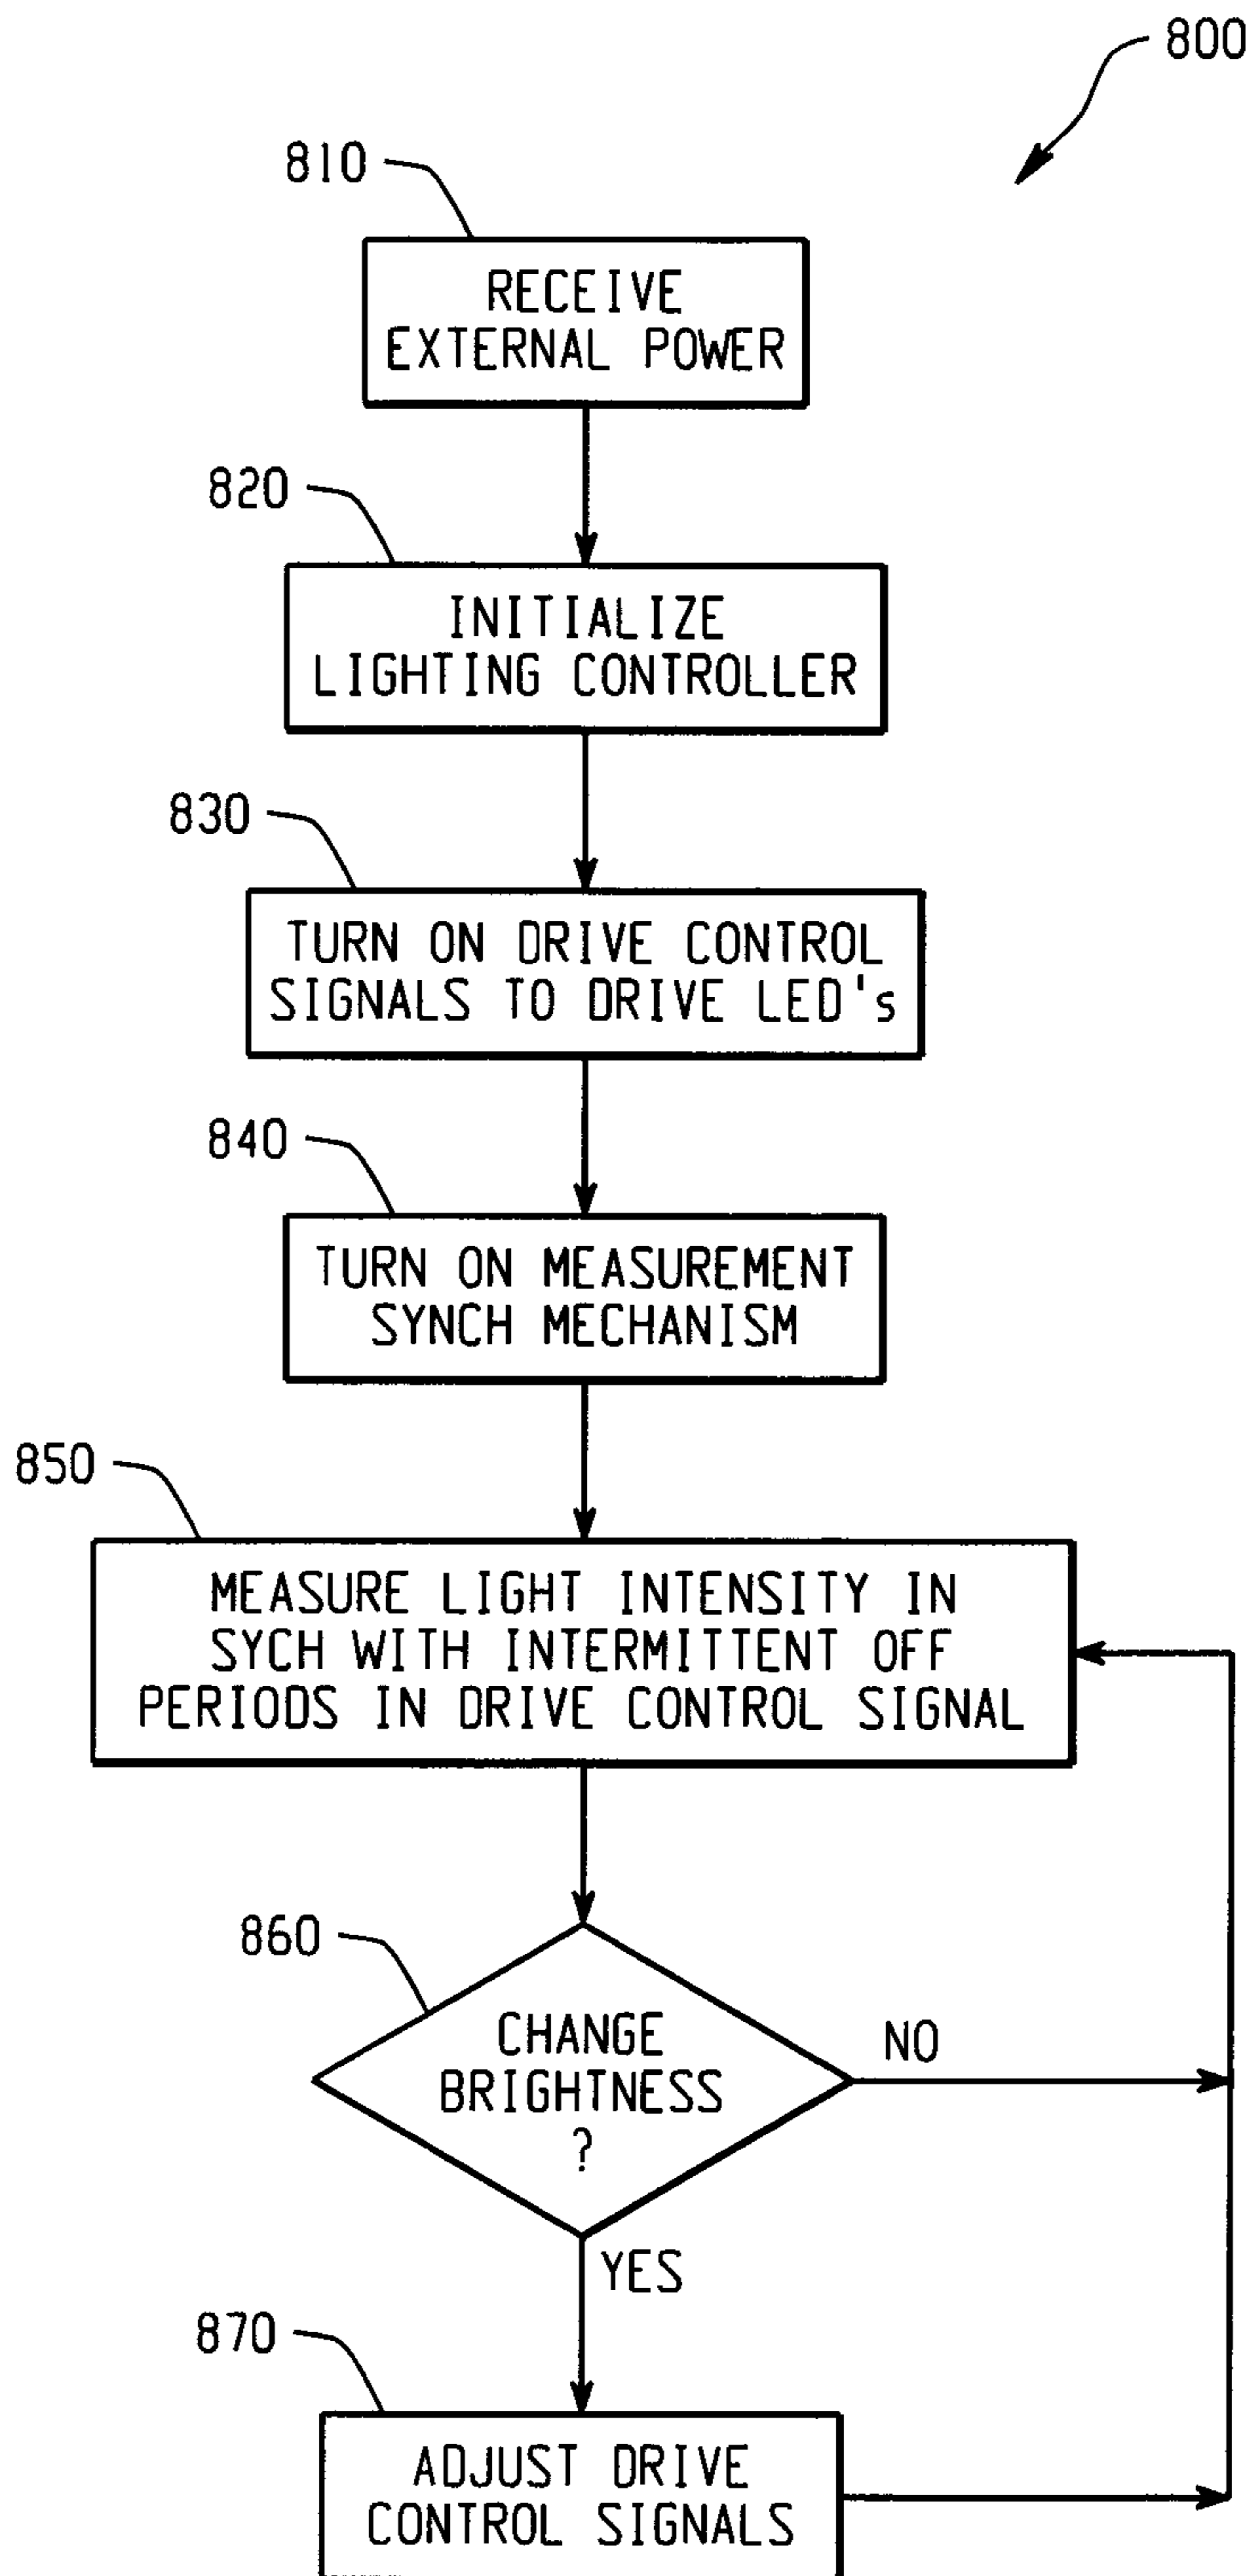 800
810
RECEIVE
EXTERNAL POWER
820
INITIALIZE
LIGHTING CONTROLLER
830
TURN ON DRIVE CONTROL
SIGNALS TO DRIVE LED's
840
TURN ON MEASUREMENT
SYNCH MECHANISM
850
MEASURE LIGHT INTENSITY IN
SYCH WITH INTERMITTENT OFF
PERIODS IN DRIVE CONTROL SIGNAL
860
CHANGE
BRIGHTNESS
?
NO
YES
870
ADJUST DRIVE
CONTROL SIGNALS